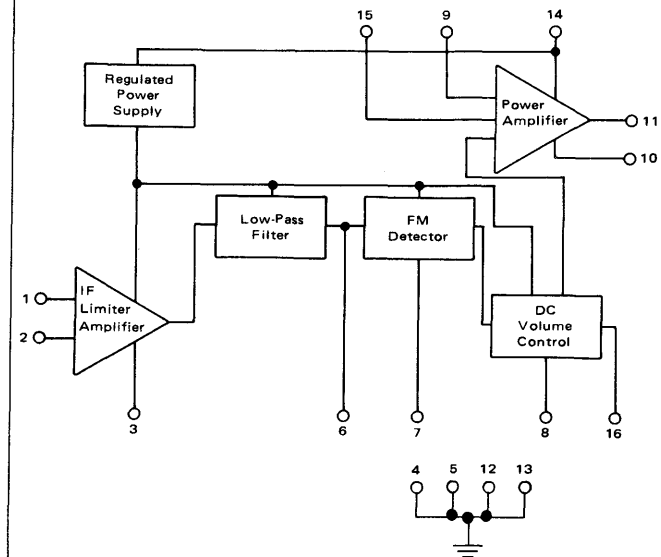 15
9
14
Regulated
Power
Supply
Power
Amplifier
11
10
Low-Pass
Filter
FM
Detector
1
IF
Limiter
Amplifier
2
DC
Volume
Control
3
6
7
8
16
4
5
12
13